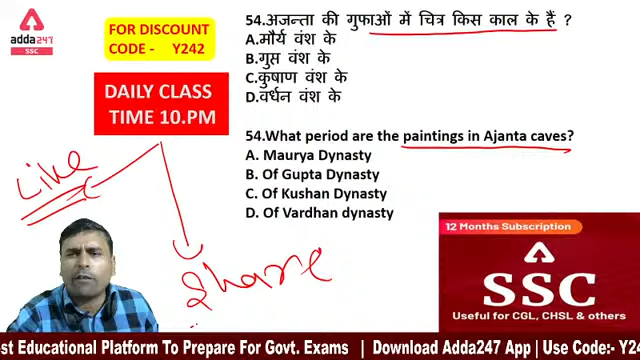 adda247
SSC
FOR DISCOUNT
CODE - Y242
DAILY CLASS
TIME 10.PM
Like
Share
54.अजन्ता की गुफाओं में चित्र किस काल के हैं ?
A.मौर्य वंश के
B.गुप्त वंश के
C.कुषाण वंश के
D.वर्धन वंश के
54.What period are the paintings in Ajanta caves?
A. Maurya Dynasty
B. Of Gupta Dynasty
C. Of Kushan Dynasty
D. Of Vardhan dynasty
12 Months Subscription
SSC
Useful for CGL, CHSL & others
est Educational Platform To Prepare For Govt. Exams | Download Adda247 App | Use Code:- Y24